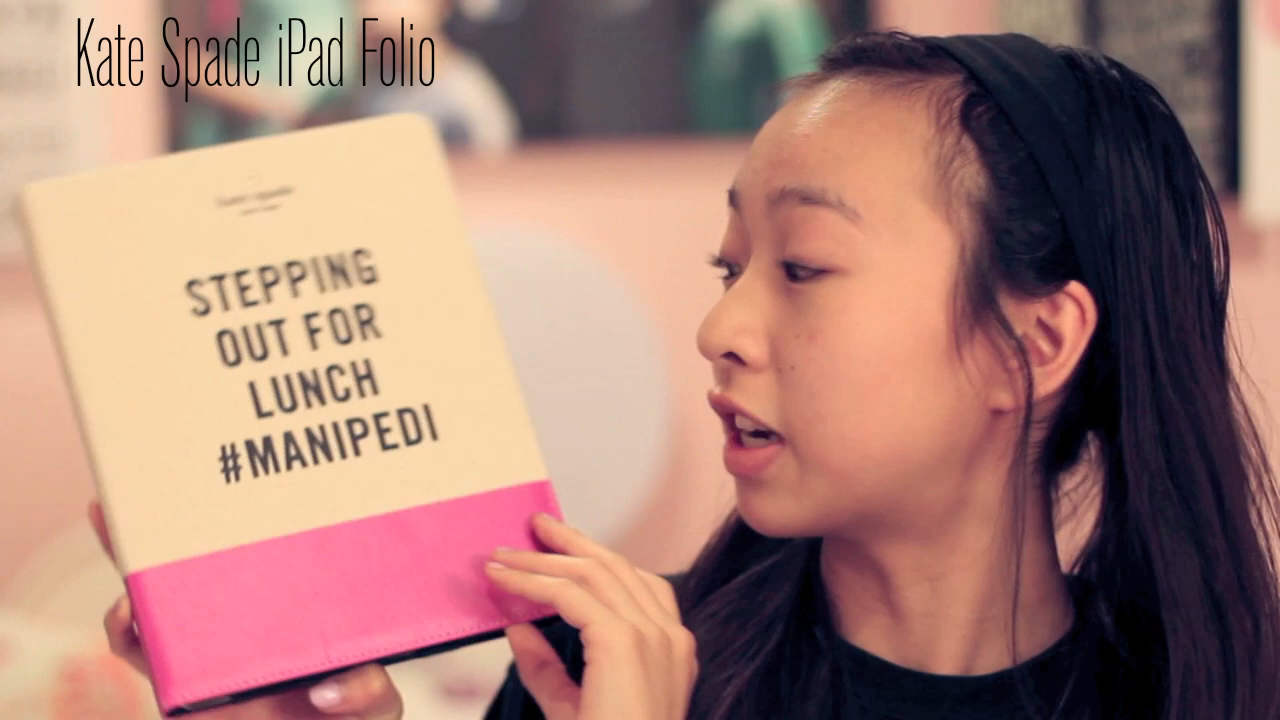 Kate Spade iPad Folio
STEPPING
OUT FOR
LUNCH
#MANIPEDI